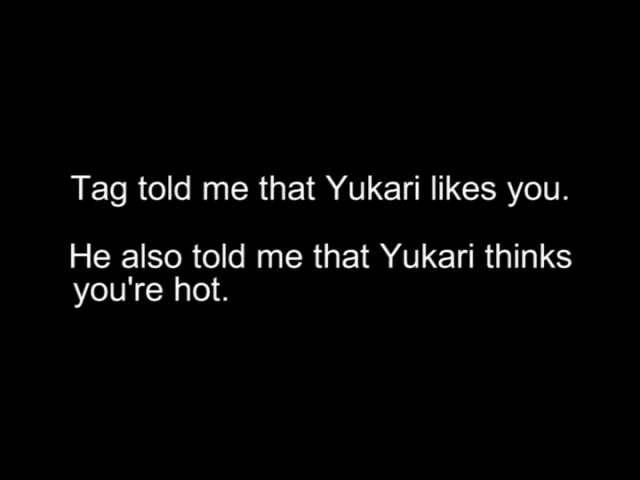 Tag told me that Yukari likes you.
He also told me that Yukari thinks
you're hot.